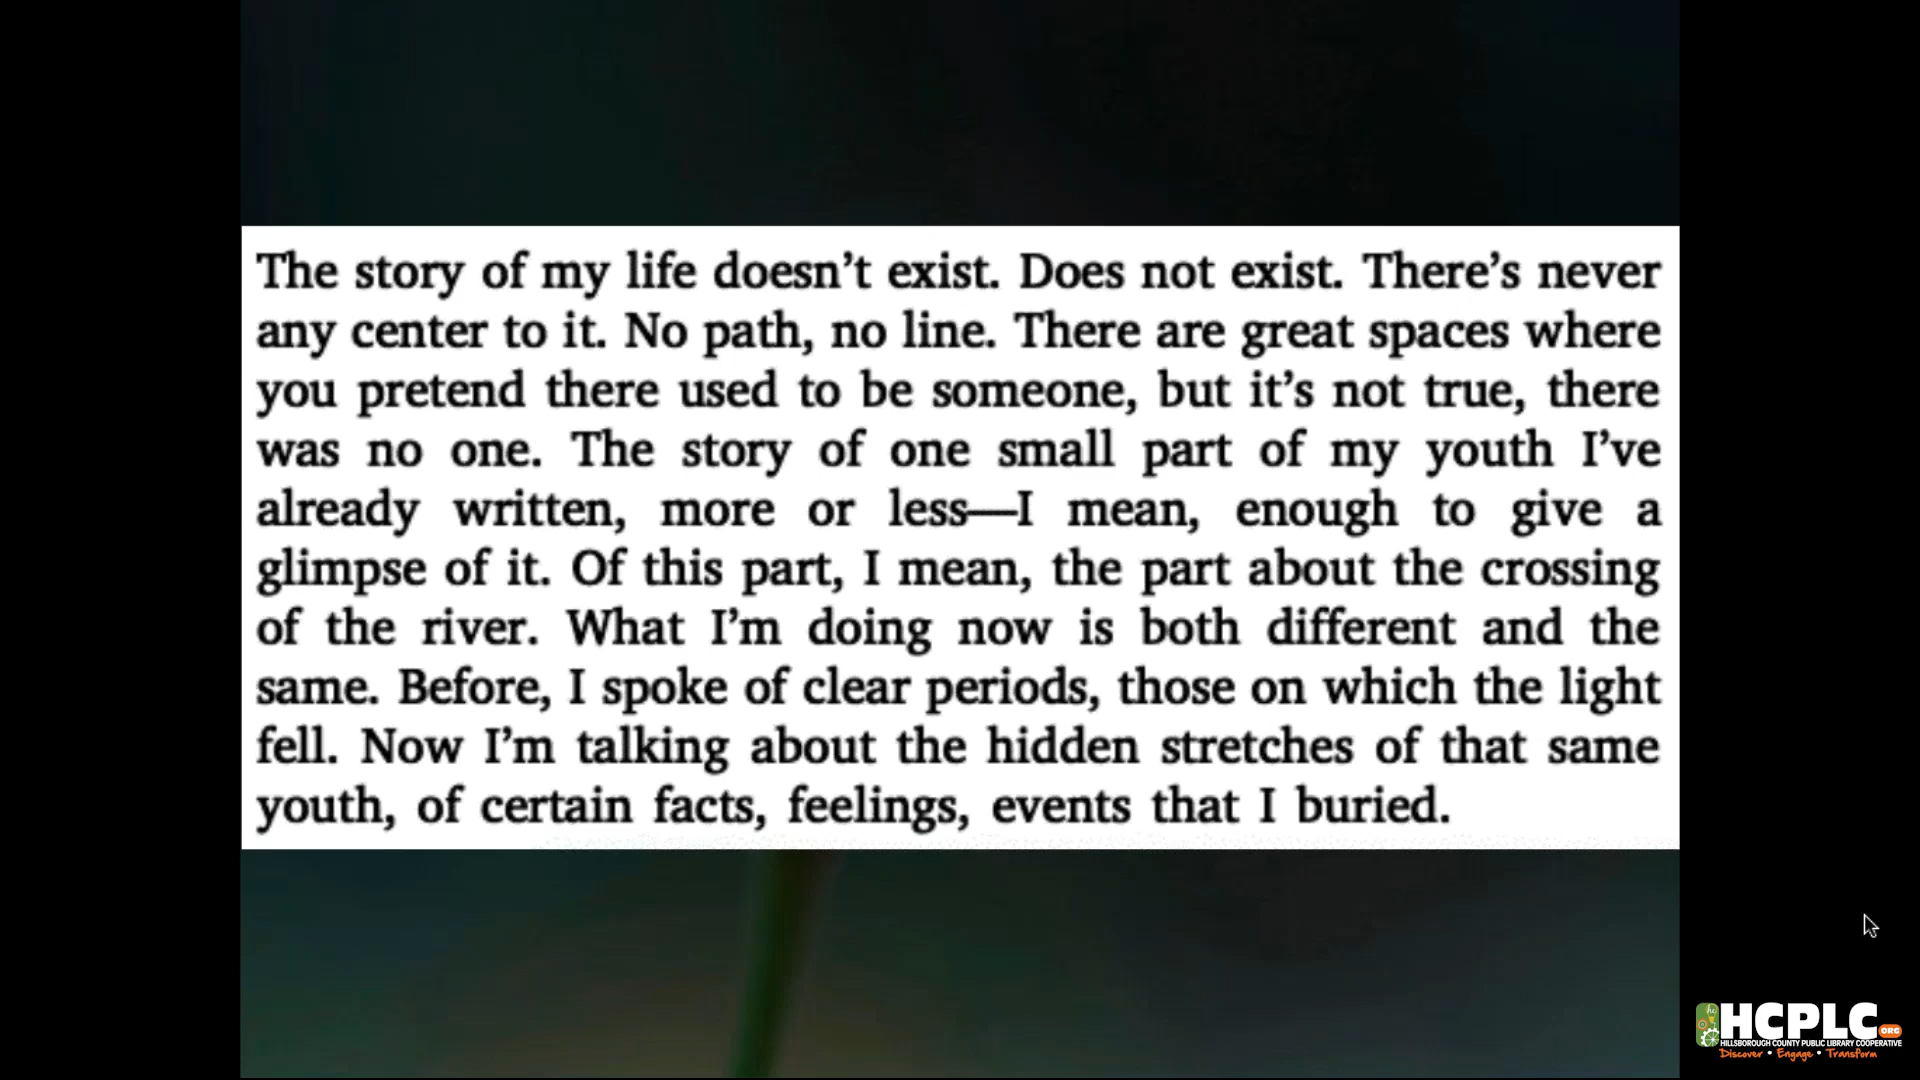 The story of my life doesn’t exist. Does not exist. There’s never
any center to it. No path, no line. There are great spaces where
you pretend there used to be someone, but it’s not true, there
was no one. The story of one small part of my youth I’ve
already written, more or less—I mean, enough to give a
glimpse of it. Of this part, I mean, the part about the crossing
of the river. What I’m doing now is both different and the
same. Before, I spoke of clear periods, those on which the light
fell. Now I’m talking about the hidden stretches of that same
youth, of certain facts, feelings, events that I buried.
hc
HCPLC ORG
HILLSBOROUGH COUNTY PUBLIC LIBRARY COOPERATIVE
Discover • Engage • Transform